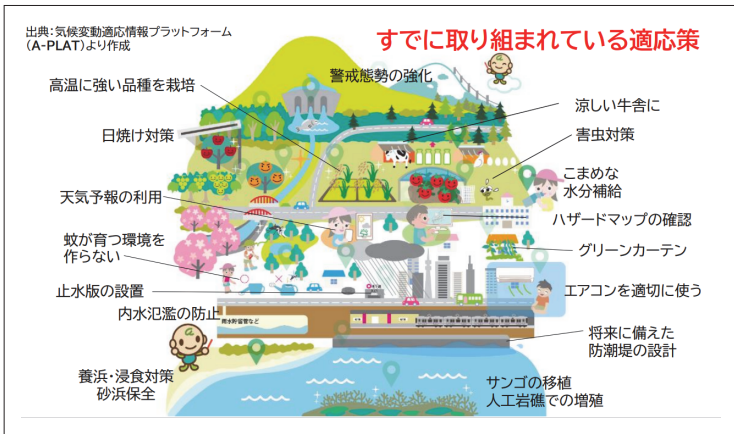 出典：気候変動適応情報プラットフォーム
（A-PLAT）より作成
すでに取り組まれている適応策
警戒態勢の強化
高温に強い品種を栽培
涼しい牛舎に
日焼け対策
害虫対策
こまめな
水分補給
天気予報の利用
ハザードマップの確認
蚊が育つ環境を
作らない
グリーンカーテン
止水版の設置
エアコンを適切に使う
内水氾濫の防止
雨水貯留管など
将来に備えた
防潮堤の設計
養浜・浸食対策
砂浜保全
サンゴの移植
人工岩礁での増殖